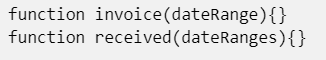 function invoice(dateRange){}
function received(dateRanges){}